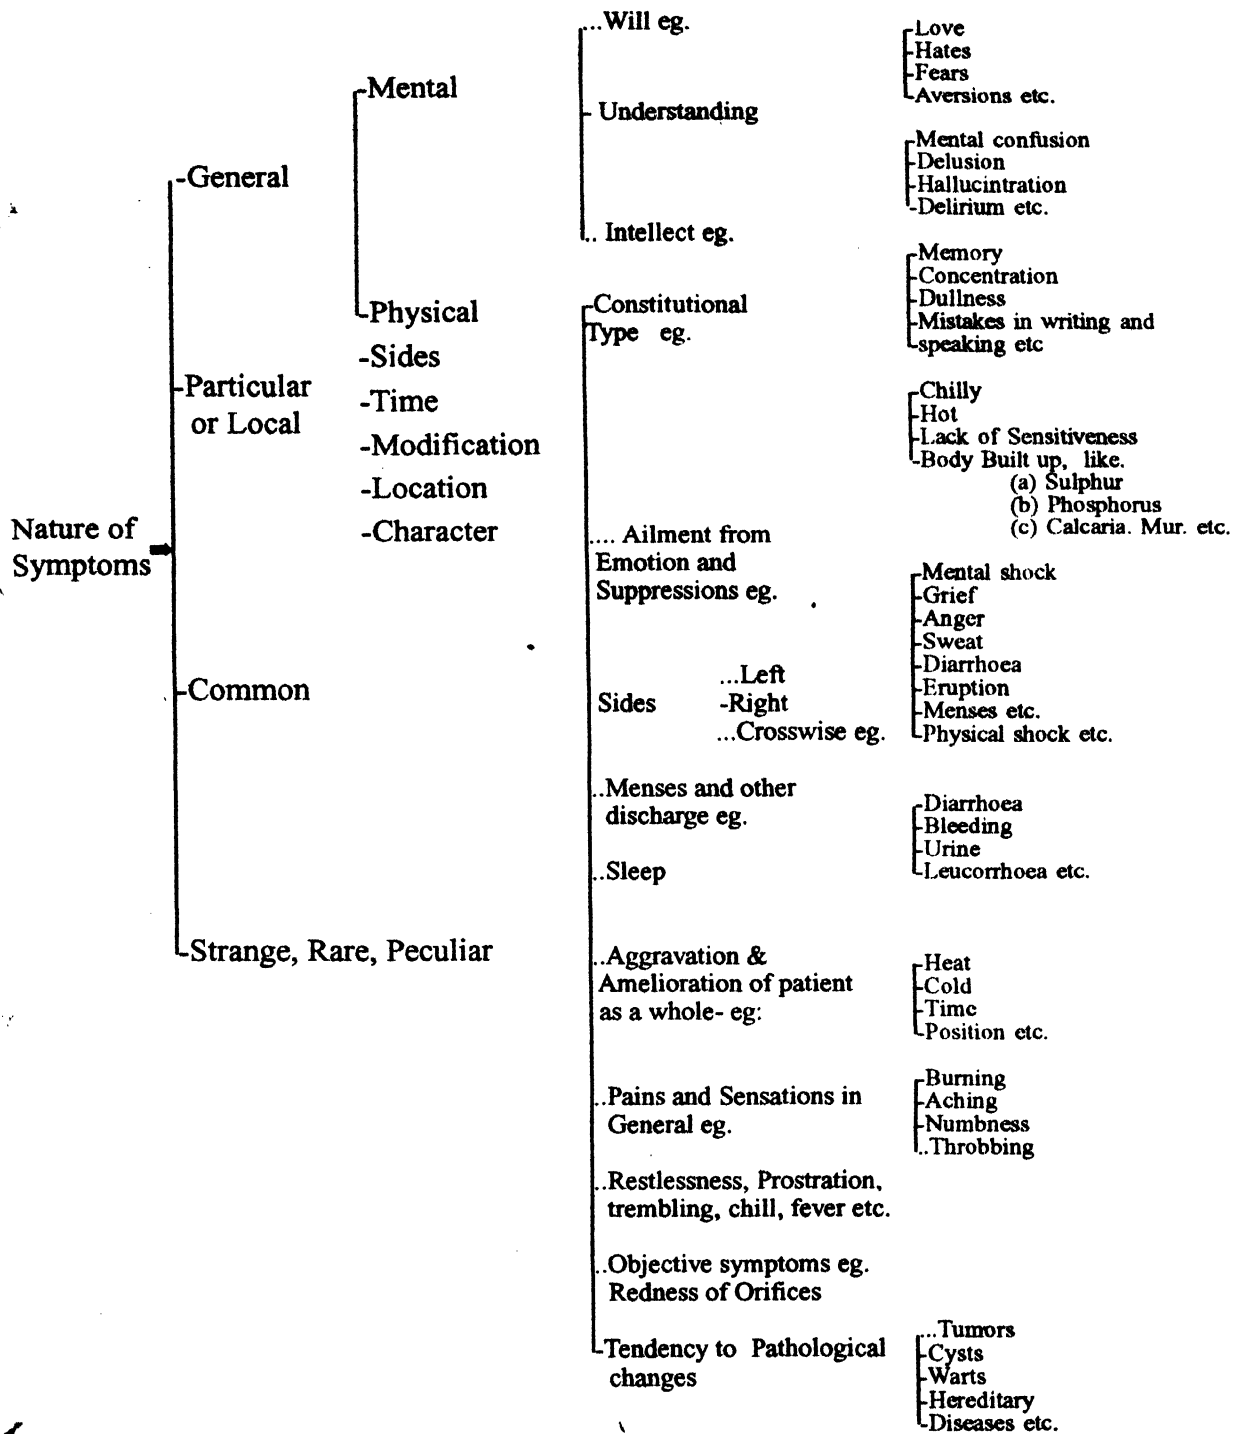 Nature of
Symptoms
-General
-Particular
or Local
-Common
-Strange, Rare, Peculiar
-Mental
-Physical
-Sides
-Time
-Modification
-Location
-Character
...Will eg.
- Understanding
.. Intellect eg.
-Constitutional
Type eg.
.... Ailment from
Emotion and
Suppressions eg.
Sides
...Left
-Right
...Crosswise eg.
..Menses and other
discharge eg.
..Sleep
..Aggravation &
Amelioration of patient
as a whole- eg:
..Pains and Sensations in
General eg.
..Restlessness, Prostration,
trembling, chill, fever etc.
..Objective symptoms eg.
Redness of Orifices
-Tendency to Pathological
changes
-Love
-Hates
-Fears
-Aversions etc.
-Mental confusion
-Delusion
-Hallucintration
-Delirium etc.
-Memory
-Concentration
-Dullness
-Mistakes in writing and
-speaking etc
-Chilly
-Hot
-Lack of Sensitiveness
-Body Built up, like.
(a) Sulphur
(b) Phosphorus
(c) Calcaria. Mur. etc.
-Mental shock
-Grief
-Anger
-Sweat
-Diarrhoea
-Eruption
-Menses etc.
-Physical shock etc.
-Diarrhoea
-Bleeding
-Urine
-Leucorrhoea etc.
-Heat
-Cold
-Time
-Position etc.
-Burning
-Aching
-Numbness
..Throbbing
...Tumors
-Cysts
-Warts
-Hereditary
-Diseases etc.